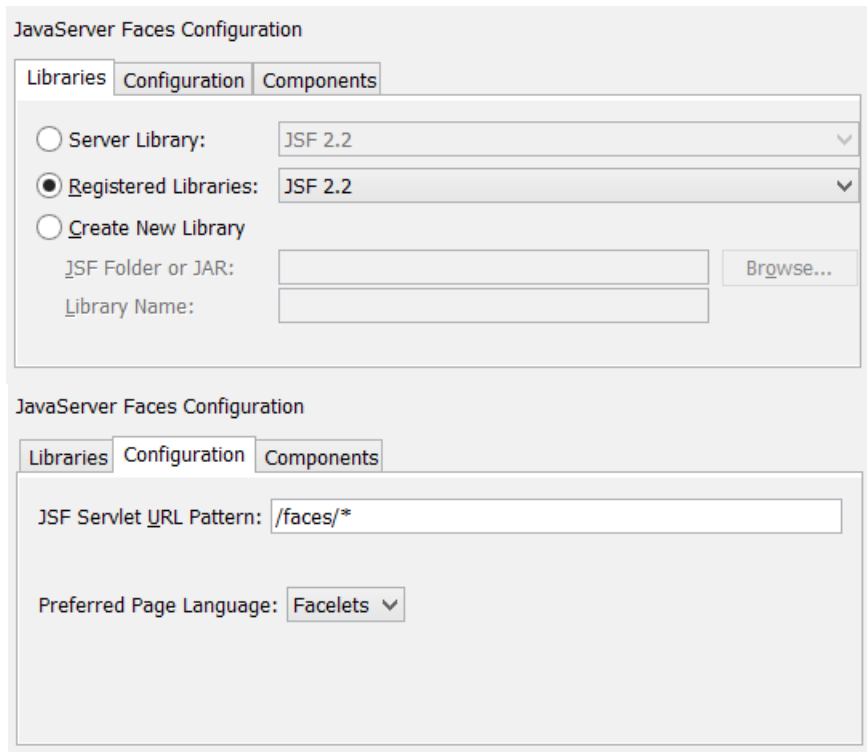 JavaServer Faces Configuration
Libraries Configuration Components
Server Library: JSF 2.2
Registered Libraries: JSF 2.2
Create New Library
JSF Folder or JAR: Browse...
Library Name:
JavaServer Faces Configuration
Libraries Configuration Components
JSF Servlet URL Pattern: /faces/*
Preferred Page Language: Facelets